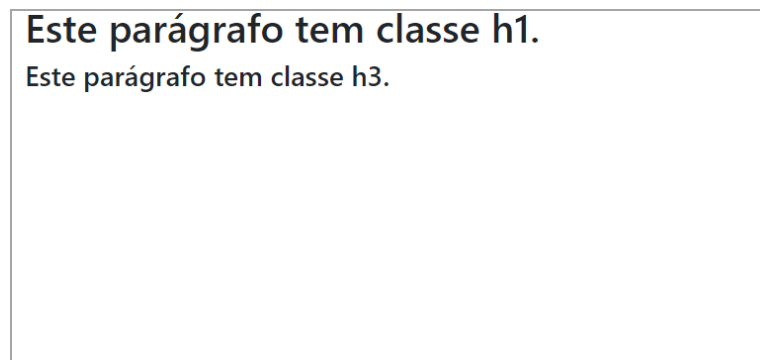 Este parágrafo tem classe h1.
Este parágrafo tem classe h3.